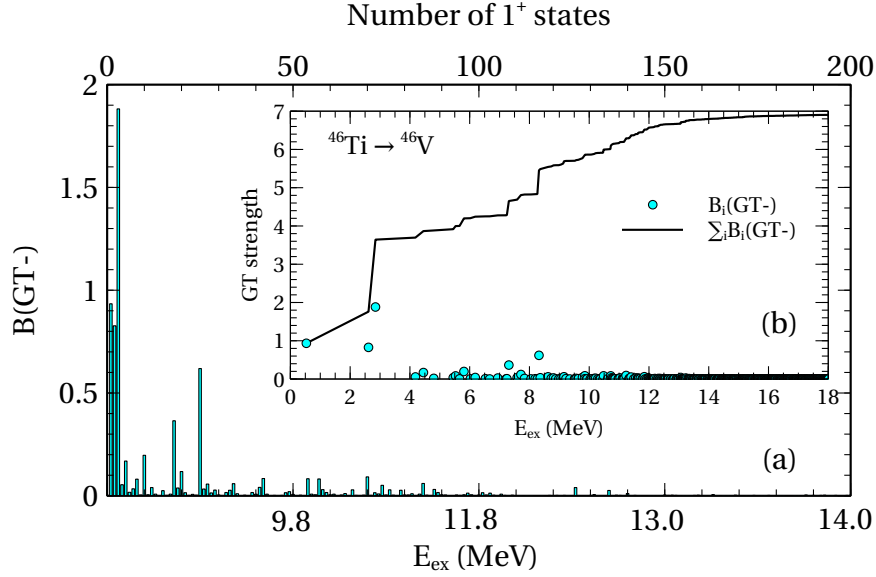 Number of 1⁺ states
0 50 100 150 200
2
1.5
1
0.5
0
B(GT-)
7
6
5
4
3
2
1
0
GT strength
⁴⁶Ti → ⁴⁶V
Bᵢ(GT-)
∑ᵢBᵢ(GT-)
(b)
0 2 4 6 8 10 12 14 16 18
Eₑₓ (MeV)
(a)
9.8 11.8 13.0 14.0
Eₑₓ (MeV)